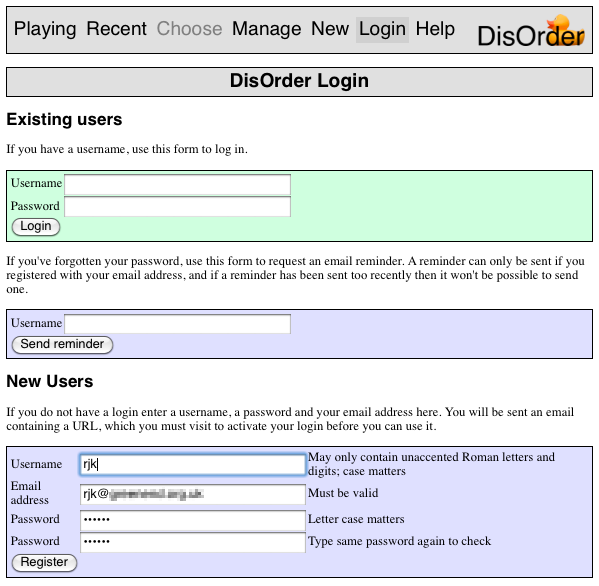 Playing Recent Choose Manage New Login Help DisOrder
DisOrder Login
Existing users
If you have a username, use this form to log in.
Username
Password
Login
If you've forgotten your password, use this form to request an email reminder. A reminder can only be sent if you
registered with your email address, and if a reminder has been sent too recently then it won't be possible to send
one.
Username
Send reminder
New Users
If you do not have a login enter a username, a password and your email address here. You will be sent an email
containing a URL, which you must visit to activate your login before you can use it.
Username rjk May only contain unaccented Roman letters and
digits; case matters
Email
address rjk@ Must be valid
Password •••••• Letter case matters
Password •••••• Type same password again to check
Register